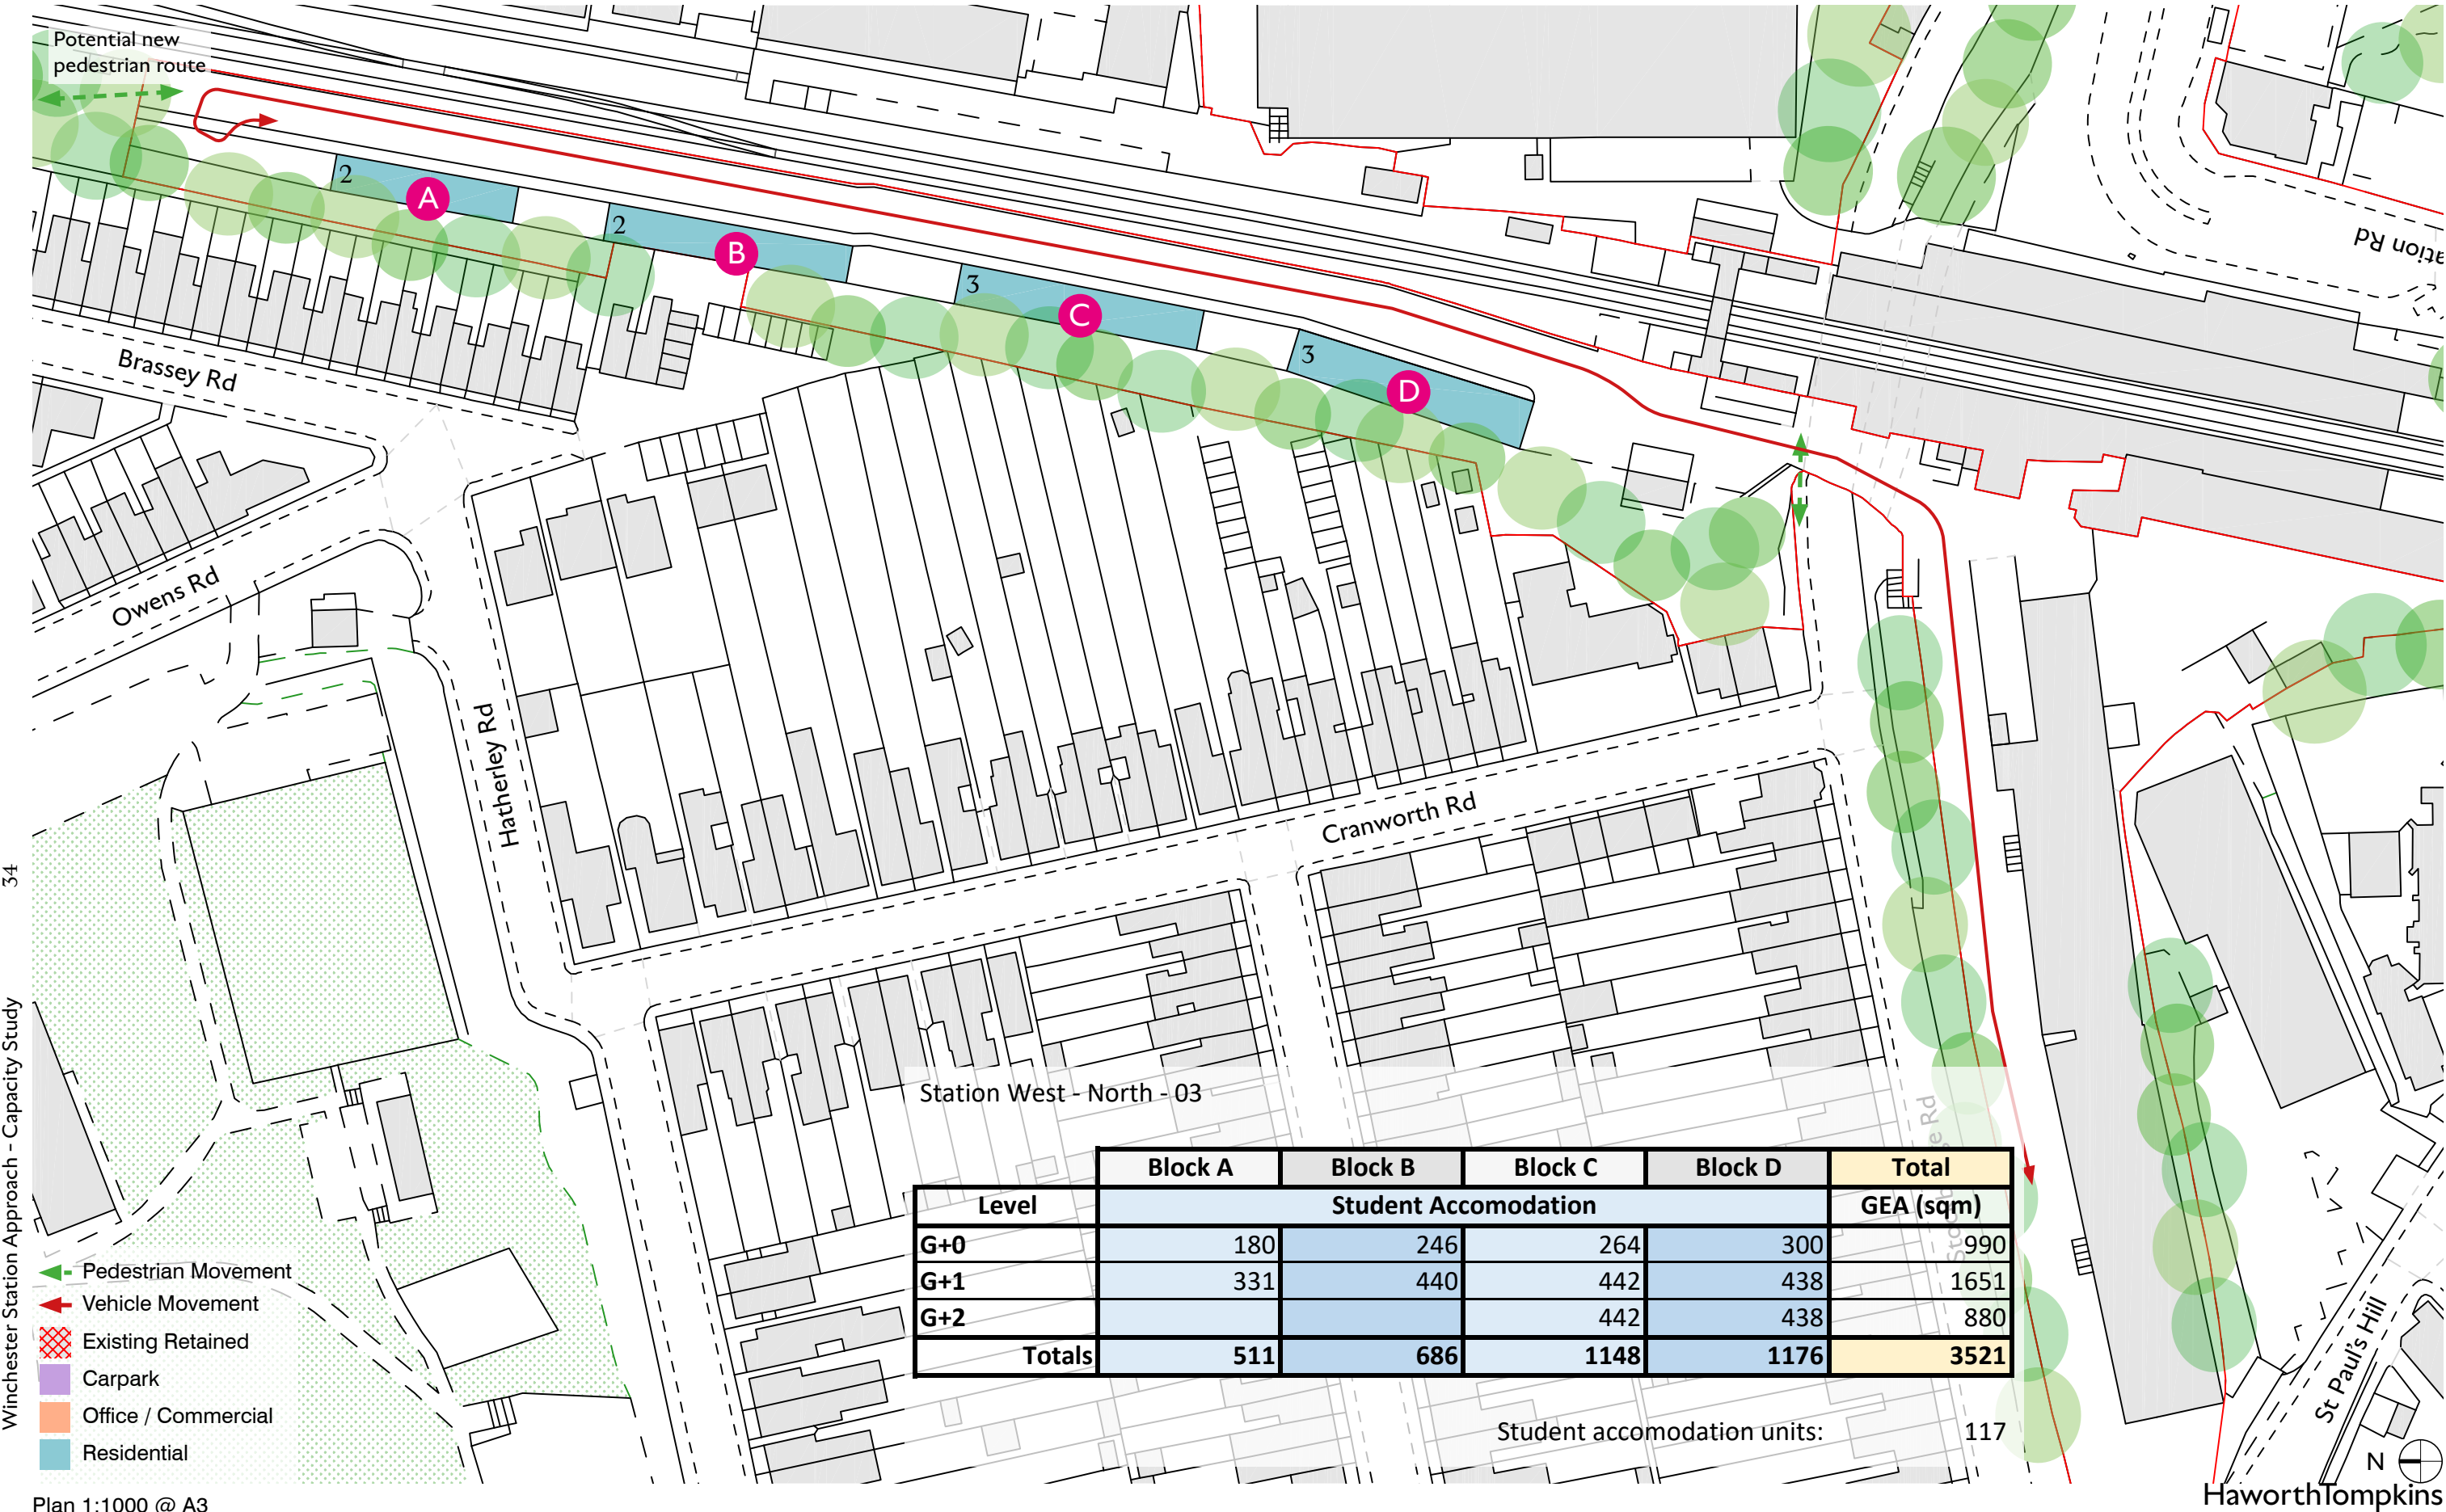 Potential new
pedestrian route
2
A
2
B
3
C
3
D
Brassey Rd
Owens Rd
Hatherley Rd
Cranworth Rd
St Paul's Hill
34
Winchester Station Approach - Capacity Study
Station West - North - 03
Block A Block B Block C Block D Total
Level Student Accomodation GEA (sqm)
G+0 180 246 264 300 990
G+1 331 440 442 438 1651
G+2 442 438 880
Totals 511 686 1148 1176 3521
Student accomodation units: 117
Pedestrian Movement
Vehicle Movement
Existing Retained
Carpark
Office / Commercial
Residential
N
Plan 1:1000 @ A3
HaworthTompkins